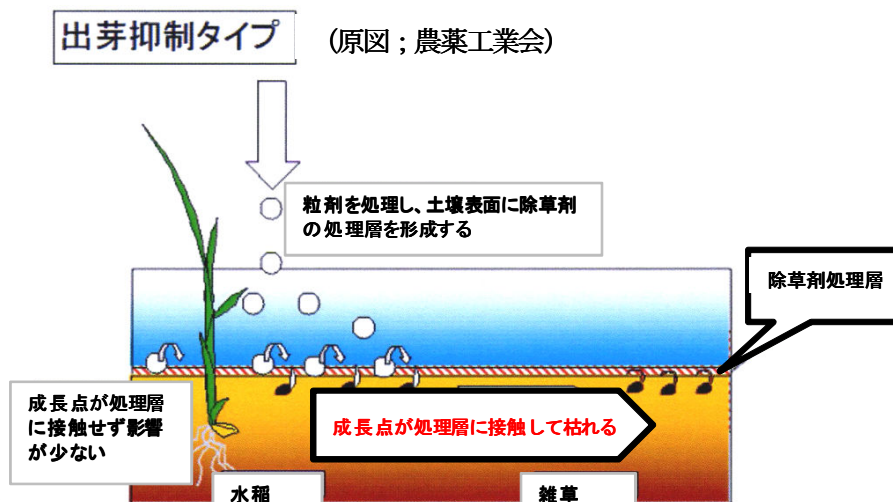 出芽抑制タイプ
(原図；農薬工業会)
粒剤を処理し、土壌表面に除草剤
の処理層を形成する
除草剤処理層
成長点が処理層
に接触せず影響
が少ない
成長点が処理層に接触して枯れる
水稲
雑草